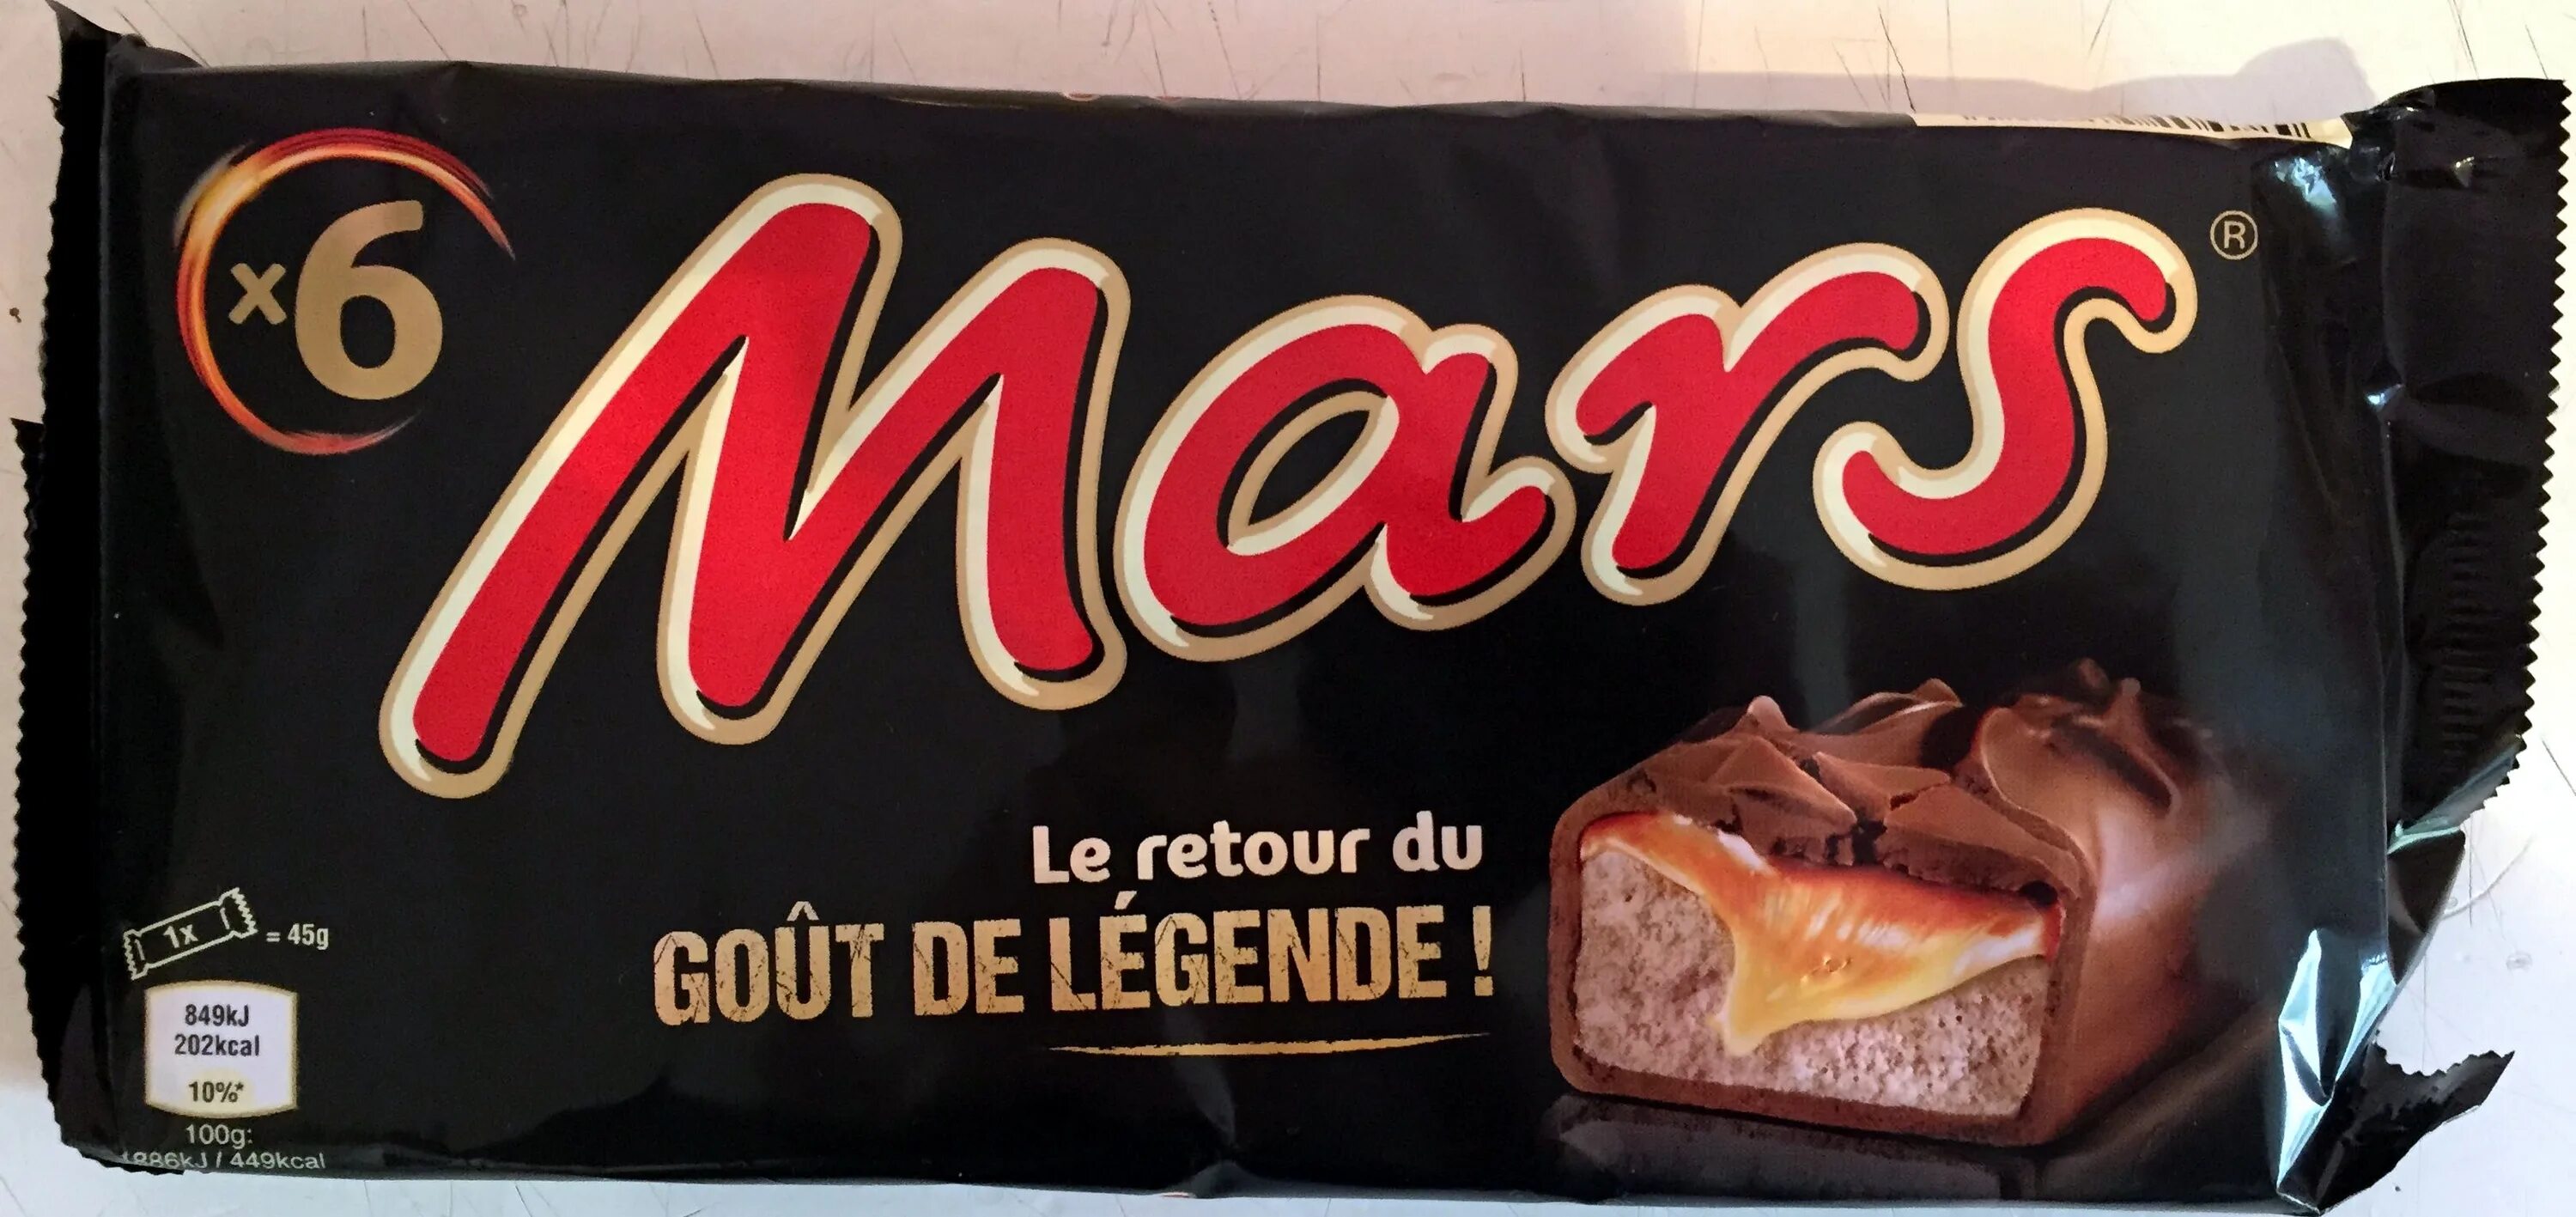 x6
Mars®
Le retour du
GOÛT DE LÉGENDE !
1x = 45g
849kJ
202kcal
10%*
100g:
1886kJ / 449kcal